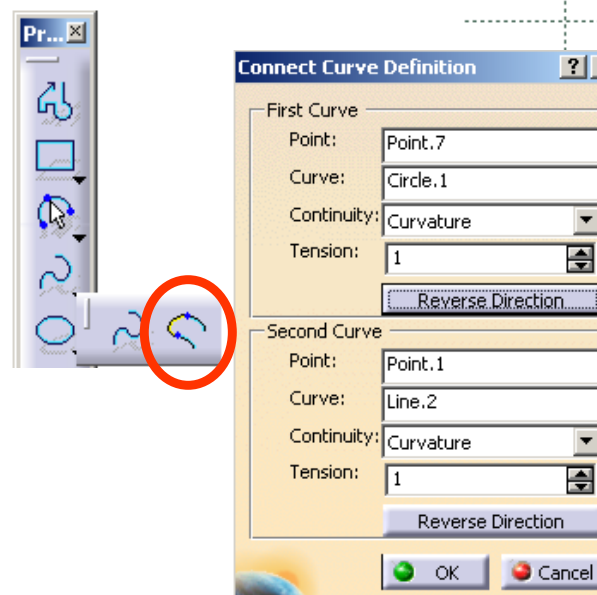 Pr...
Connect Curve Definition
First Curve
Point: Point.7
Curve: Circle.1
Continuity: Curvature
Tension: 1
Reverse Direction
Second Curve
Point: Point.1
Curve: Line.2
Continuity: Curvature
Tension: 1
Reverse Direction
OK Cancel